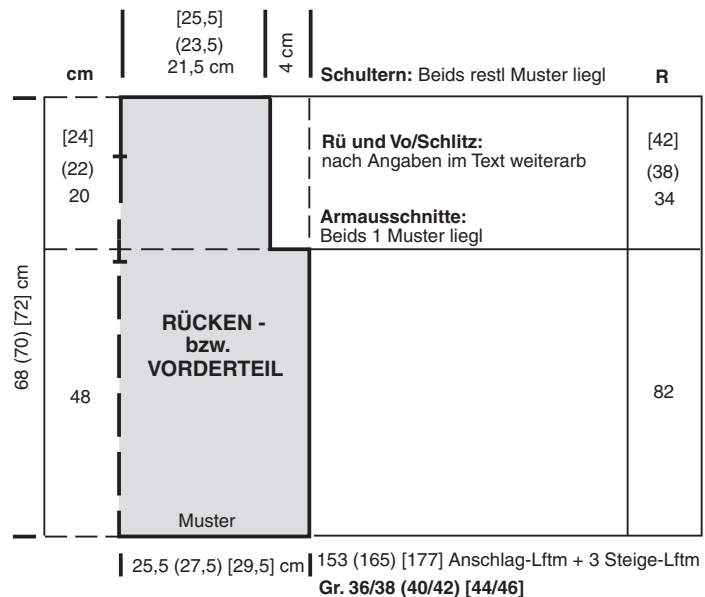 [25,5]
(23,5)
21,5 cm
4 cm
cm
Schultern: Beids restl Muster liegl
R
[24]
(22)
20
Rü und Vo/Schlitz:
nach Angaben im Text weiterarb
[42]
(38)
34
Armausschnitte:
Beids 1 Muster liegl
68 (70) [72] cm
RÜCKEN -
bzw.
VORDERTEIL
48
82
Muster
25,5 (27,5) [29,5] cm
153 (165) [177] Anschlag-Lftm + 3 Steige-Lftm
Gr. 36/38 (40/42) [44/46]